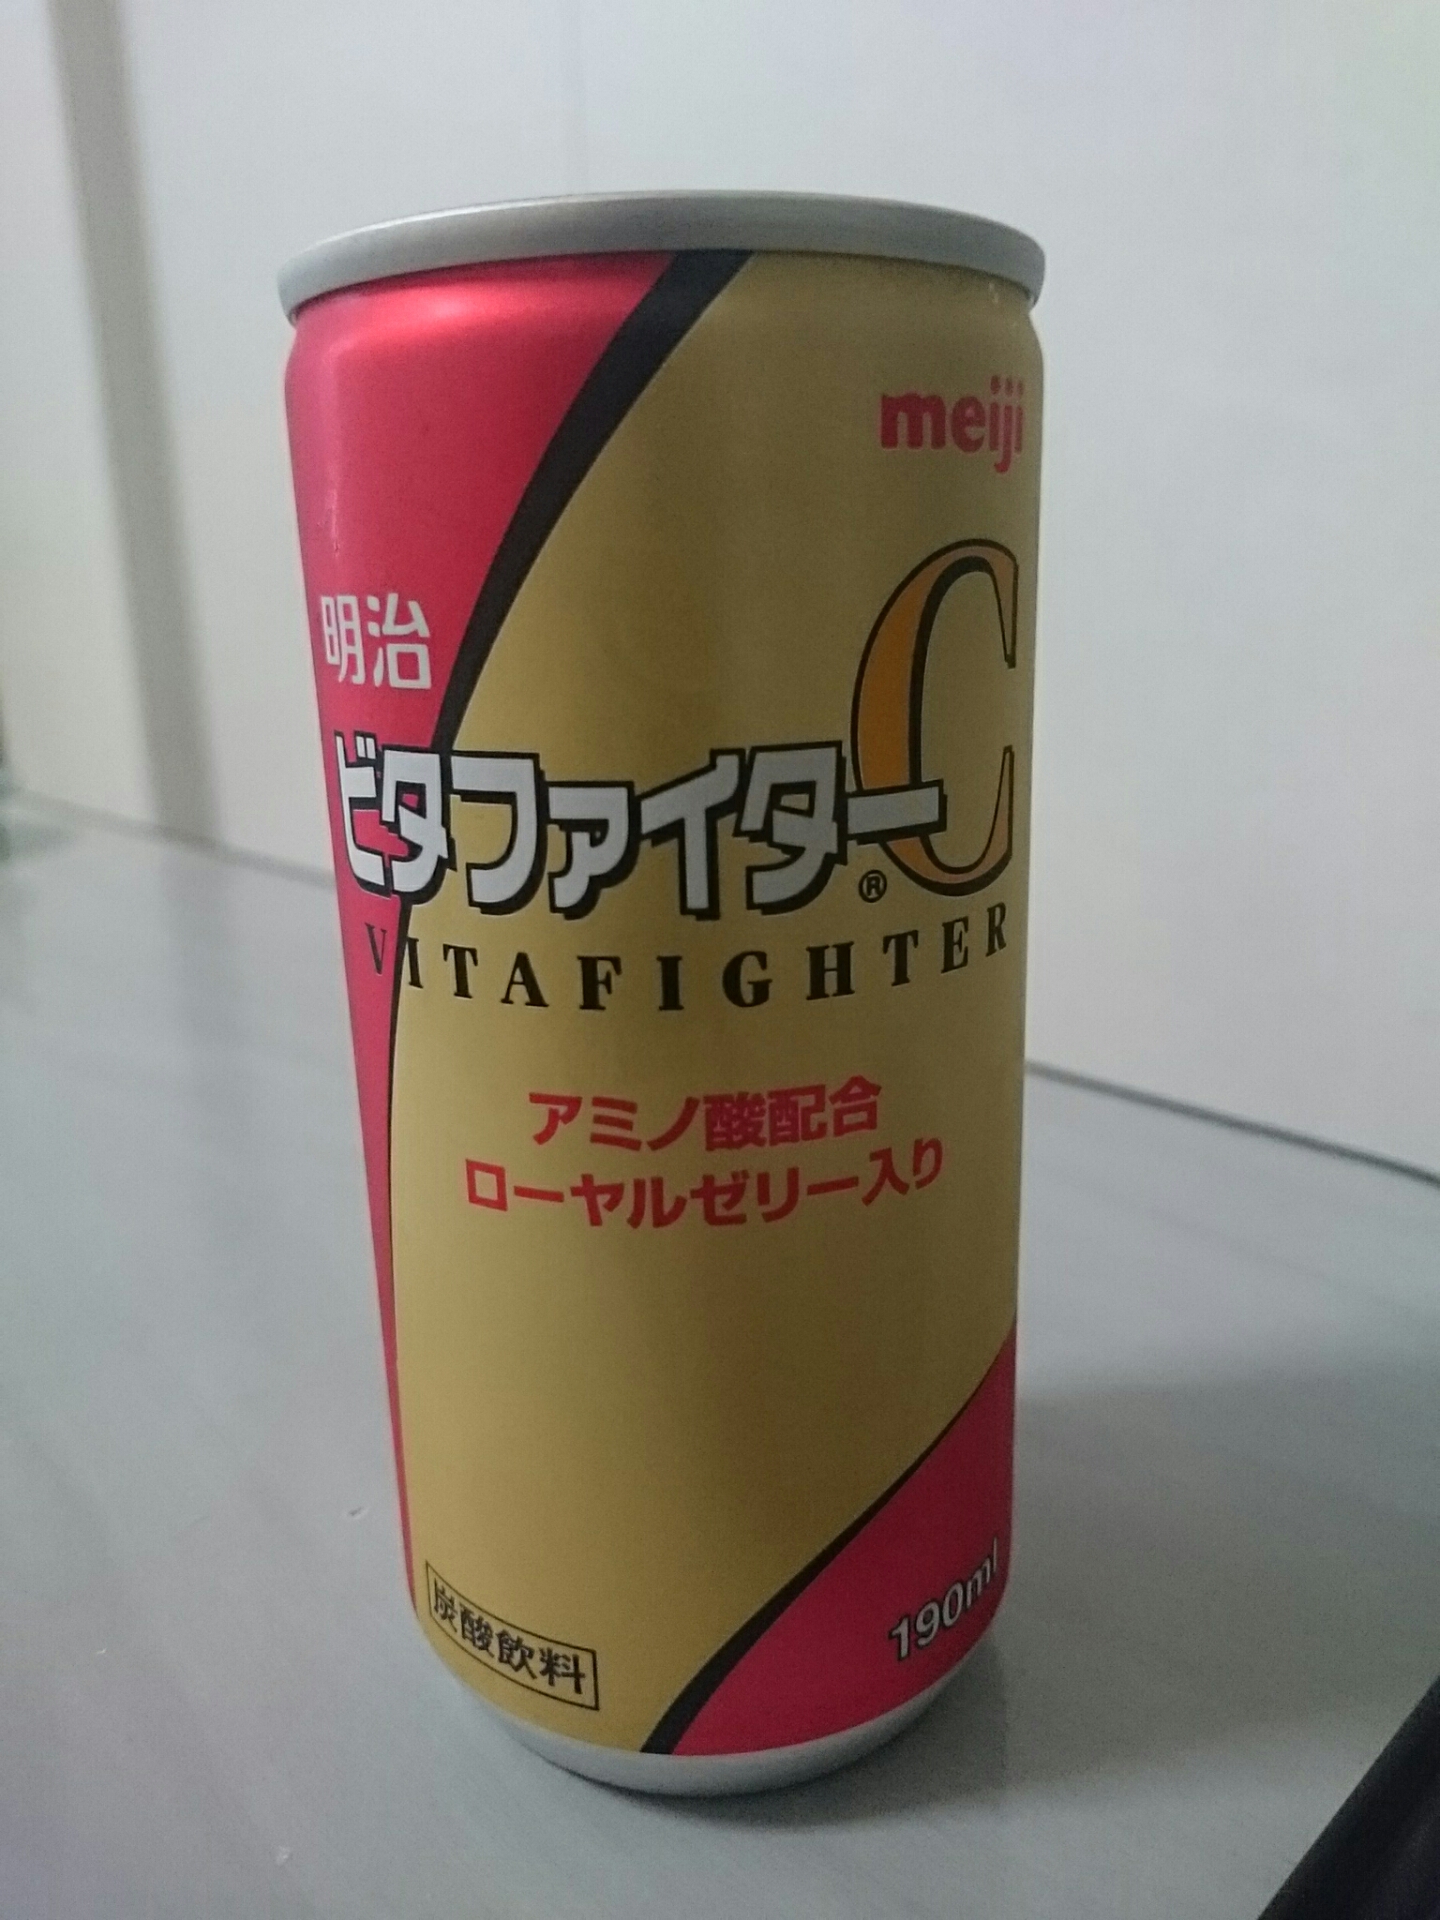 meiji
明治
ビタファイターC®
VITAFIGHTER
アミノ酸配合
ローヤルゼリー入り
炭酸飲料
190ml